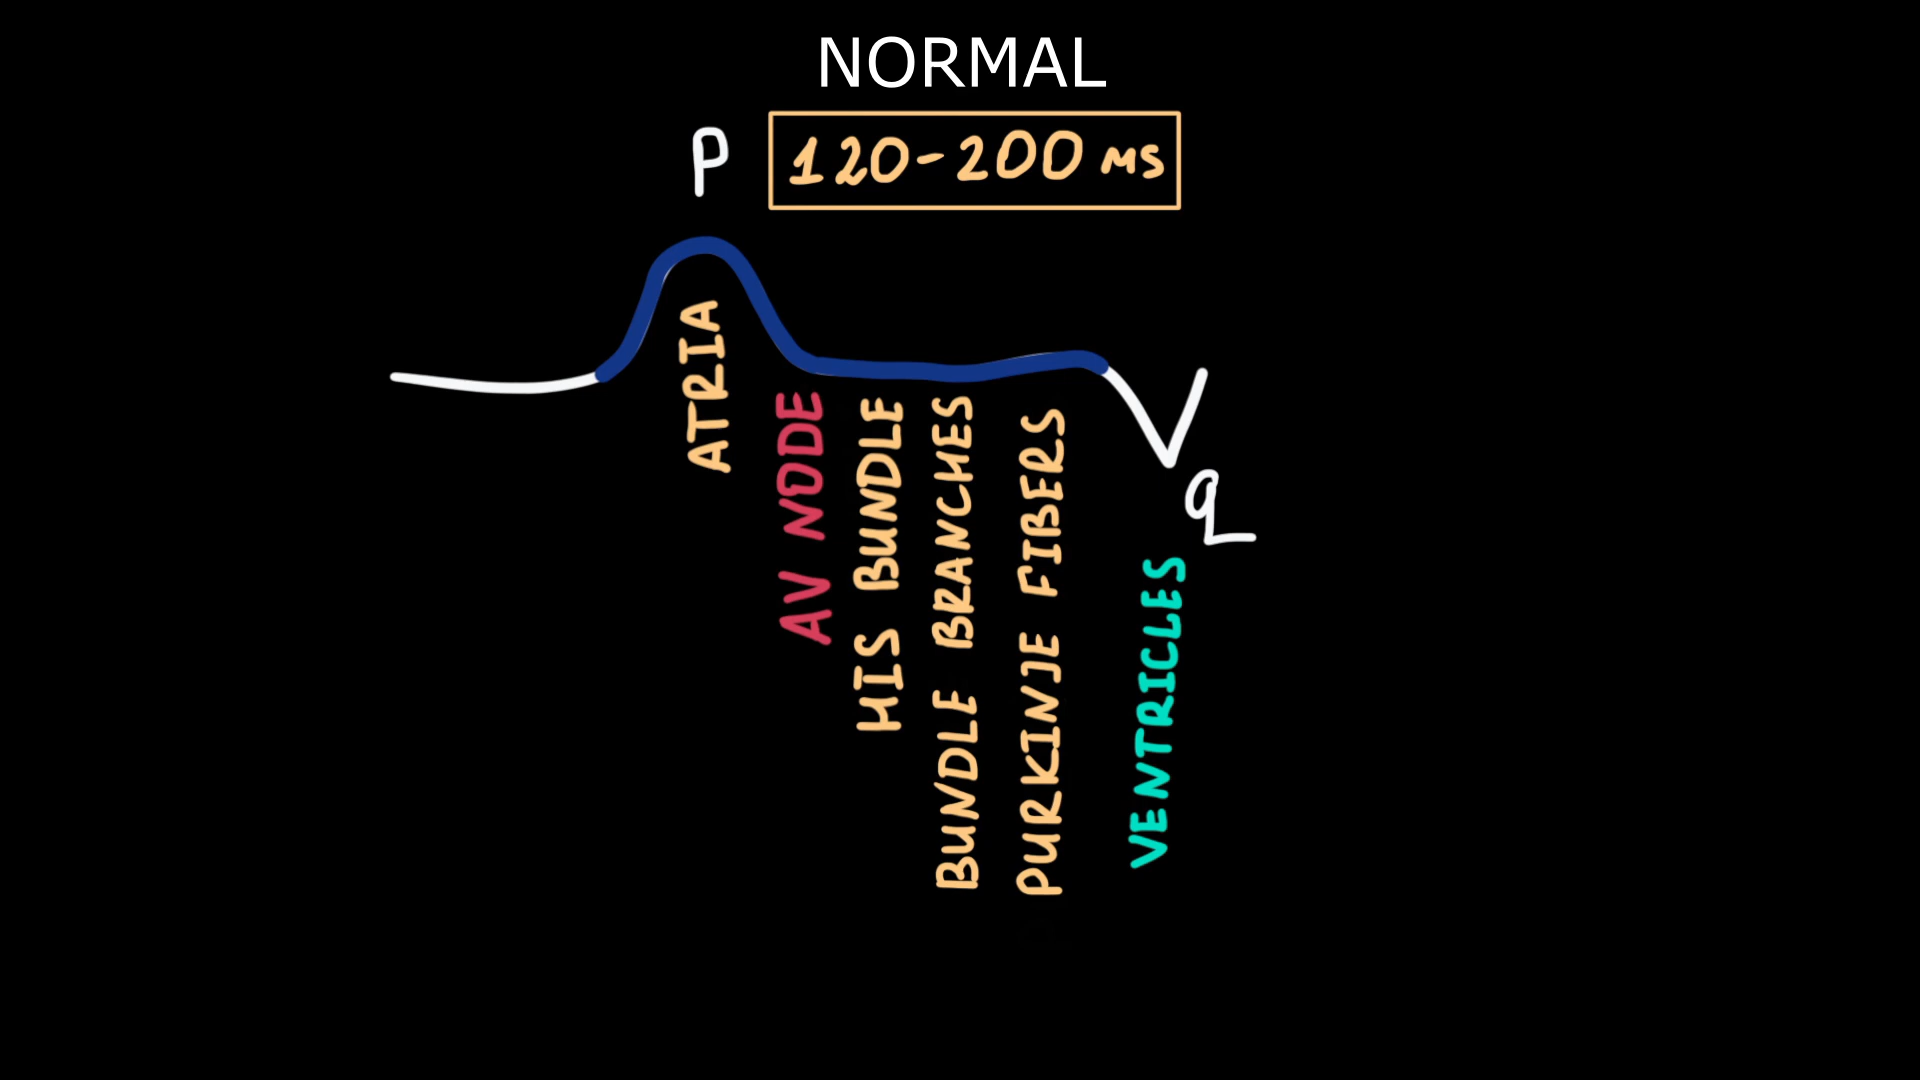 NORMAL
P
120-200 MS
ATRIA
AV NODE
HIS BUNDLE
BUNDLE BRANCHES
PURKINJE FIBERS
q
VENTRICLES